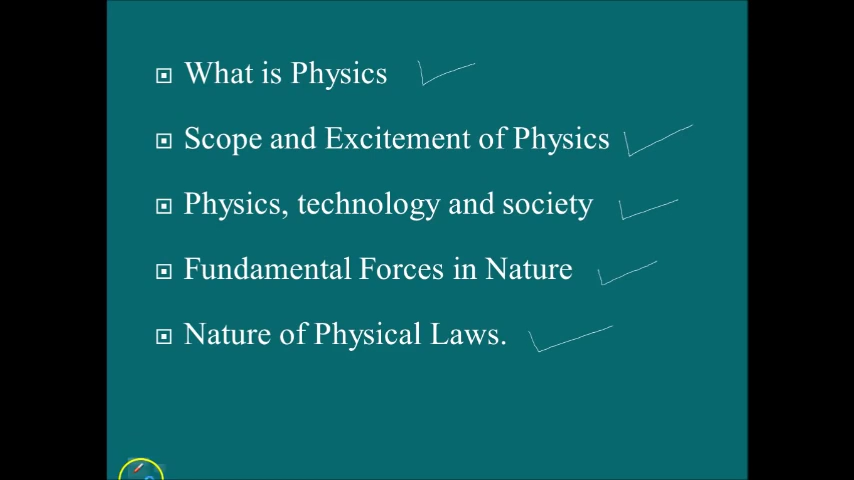 What is Physics
Scope and Excitement of Physics
Physics, technology and society
Fundamental Forces in Nature
Nature of Physical Laws.